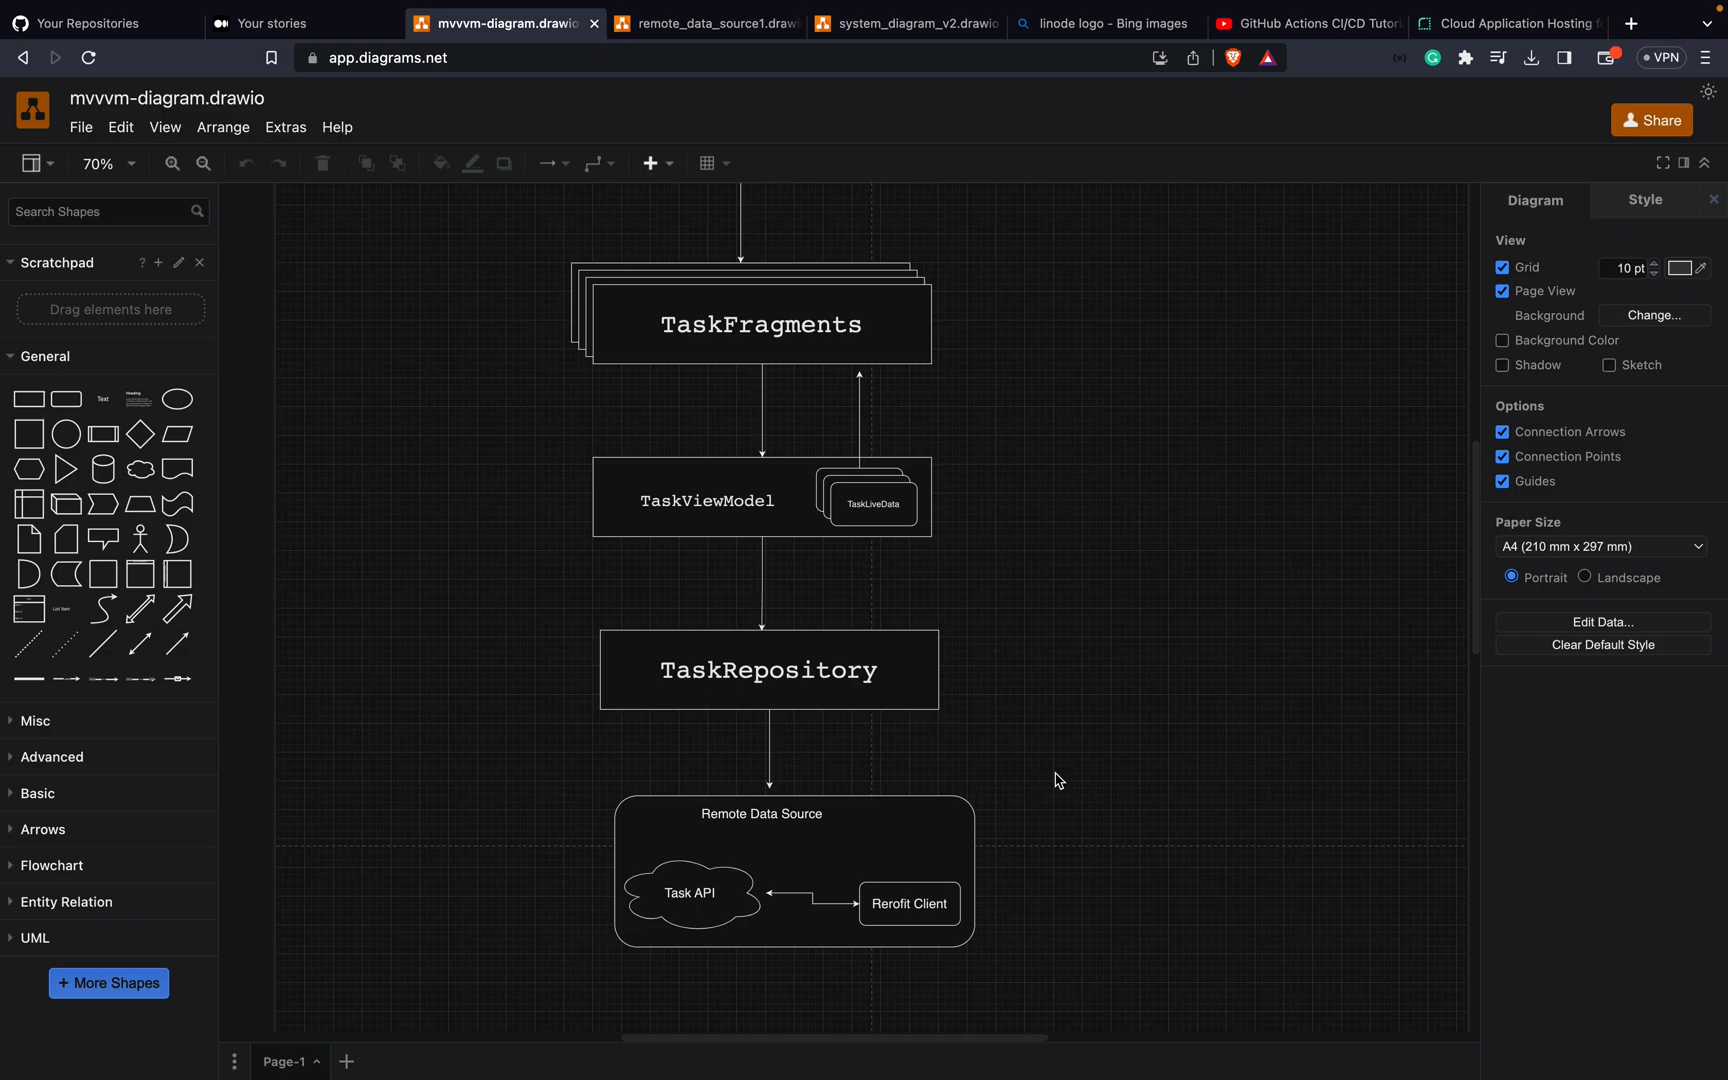 Your Repositories
Your stories
mvvvm-diagram.drawio
remote_data_source1.drawi
system_diagram_v2.drawio
linode logo - Bing images
GitHub Actions CI/CD Tutori
Cloud Application Hosting f
app.diagrams.net
VPN
mvvvm-diagram.drawio
File Edit View Arrange Extras Help
Share
70%
Search Shapes
Scratchpad
?
Drag elements here
General
Text
Heading
List Item
Misc
Advanced
Basic
Arrows
Flowchart
Entity Relation
UML
+ More Shapes
TaskFragments
TaskViewModel
TaskLiveData
TaskRepository
Remote Data Source
Task API
Rerofit Client
Diagram
Style
View
Grid
10 pt
Page View
Background
Change...
Background Color
Shadow
Sketch
Options
Connection Arrows
Connection Points
Guides
Paper Size
A4 (210 mm x 297 mm)
Portrait
Landscape
Edit Data...
Clear Default Style
Page-1